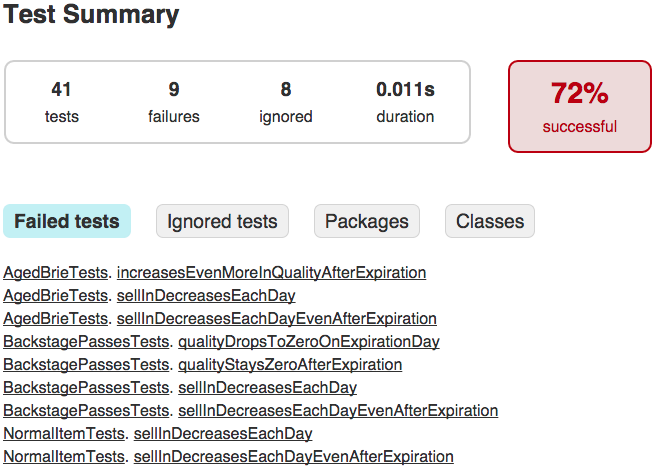 Test Summary
41 9 8 0.011s
tests failures ignored duration
72%
successful
Failed tests Ignored tests Packages Classes
AgedBrieTests. increasesEvenMoreInQualityAfterExpiration
AgedBrieTests. sellInDecreasesEachDay
AgedBrieTests. sellInDecreasesEachDayEvenAfterExpiration
BackstagePassesTests. qualityDropsToZeroOnExpirationDay
BackstagePassesTests. qualityStaysZeroAfterExpiration
BackstagePassesTests. sellInDecreasesEachDay
BackstagePassesTests. sellInDecreasesEachDayEvenAfterExpiration
NormalItemTests. sellInDecreasesEachDay
NormalItemTests. sellInDecreasesEachDayEvenAfterExpiration